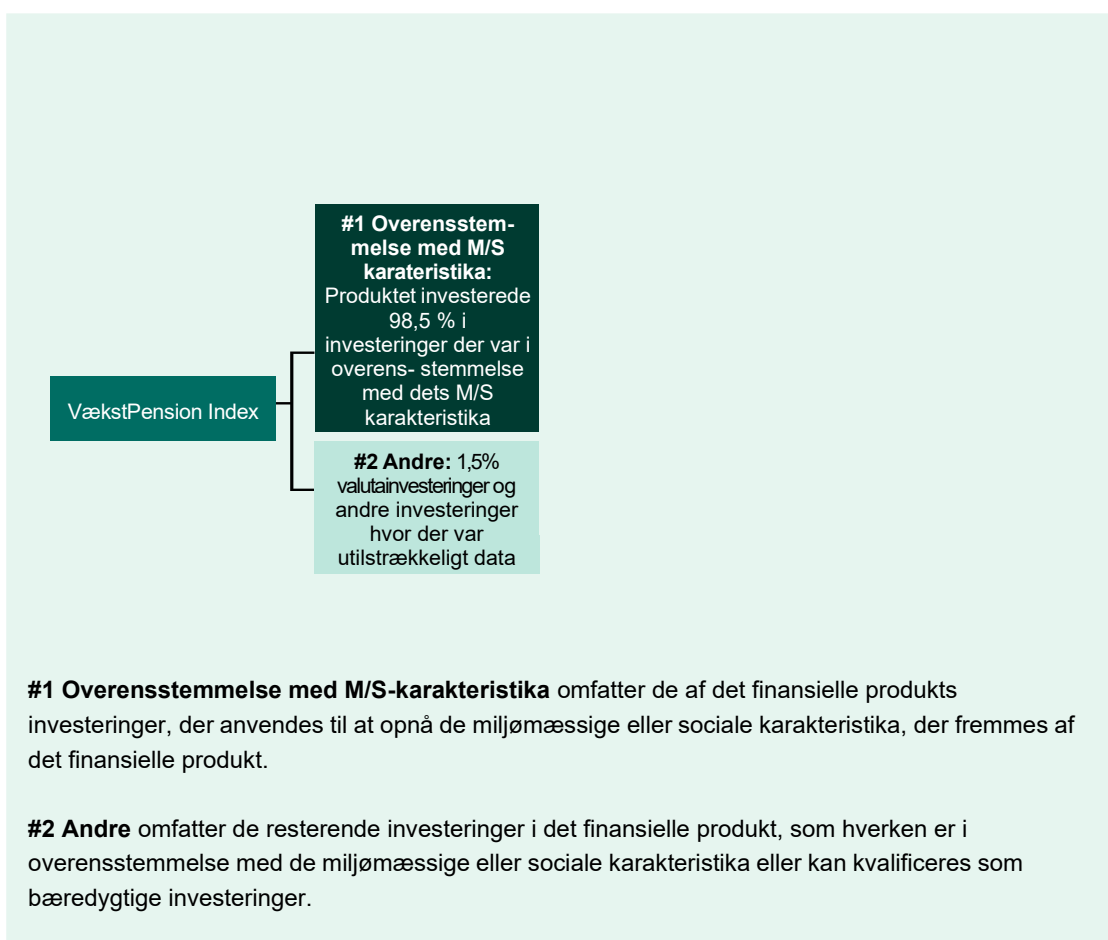 #1 Overensstem-
melse med M/S
karateristika:
Produktet investerede
98,5 % i
investeringer der var i
overens- stemmelse
med dets M/S
karakteristika
VækstPension Index
#2 Andre: 1,5%
valutainvesteringer og
andre investeringer
hvor der var
utilstrækkeligt data
#1 Overensstemmelse med M/S-karakteristika omfatter de af det finansielle produkts
investeringer, der anvendes til at opnå de miljømæssige eller sociale karakteristika, der fremmes af
det finansielle produkt.
#2 Andre omfatter de resterende investeringer i det finansielle produkt, som hverken er i
overensstemmelse med de miljømæssige eller sociale karakteristika eller kan kvalificeres som
bæredygtige investeringer.